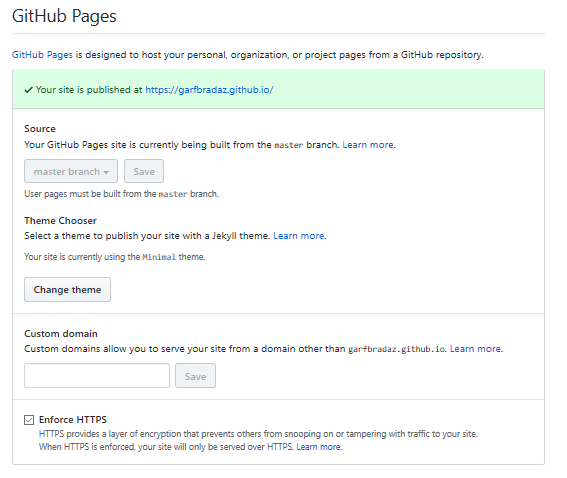 GitHub Pages
GitHub Pages is designed to host your personal, organization, or project pages from a GitHub repository.
✓ Your site is published at https://garfbradaz.github.io/
Source
Your GitHub Pages site is currently being built from the master branch. Learn more.
master branch Save
User pages must be built from the master branch.
Theme Chooser
Select a theme to publish your site with a Jekyll theme. Learn more.
Your site is currently using the Minimal theme.
Change theme
Custom domain
Custom domains allow you to serve your site from a domain other than garfbradaz.github.io. Learn more.
Save
Enforce HTTPS
HTTPS provides a layer of encryption that prevents others from snooping on or tampering with traffic to your site.
When HTTPS is enforced, your site will only be served over HTTPS. Learn more.